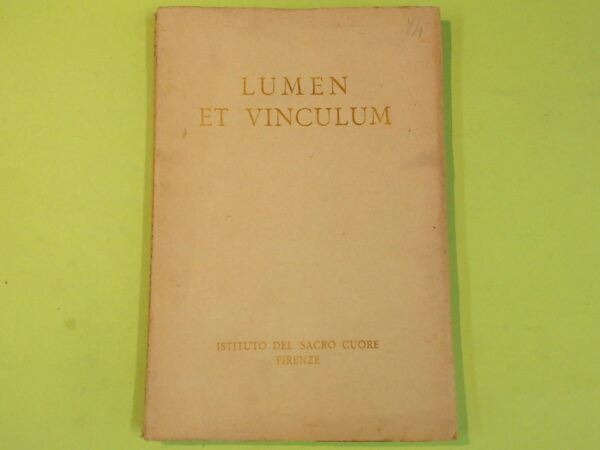 LUMEN
ET VINCULUM
ISTITUTO DEL SACRO CUORE
FIRENZE